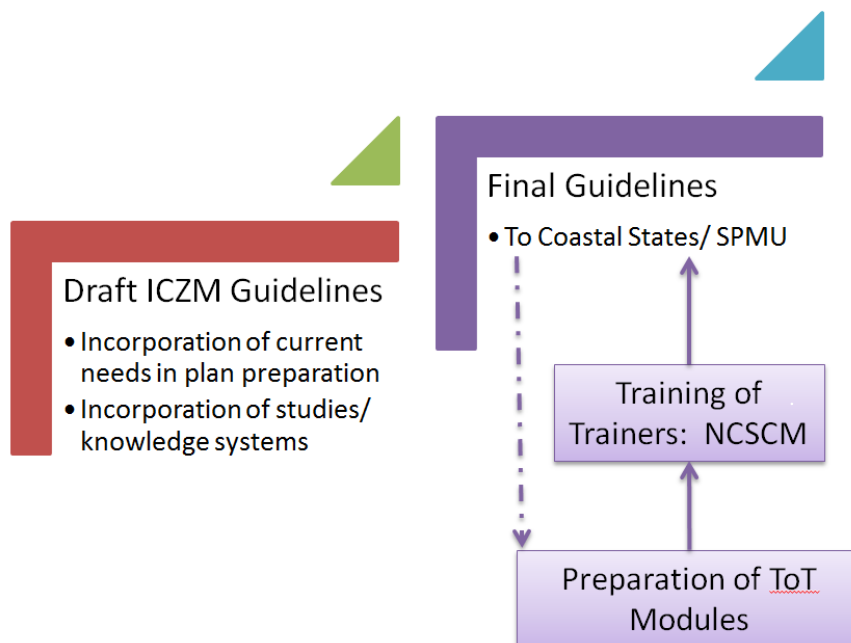 Draft ICZM Guidelines
• Incorporation of current
needs in plan preparation
• Incorporation of studies/
knowledge systems
Final Guidelines
• To Coastal States/ SPMU
Training of
Trainers: NCSCM
Preparation of ToT
Modules